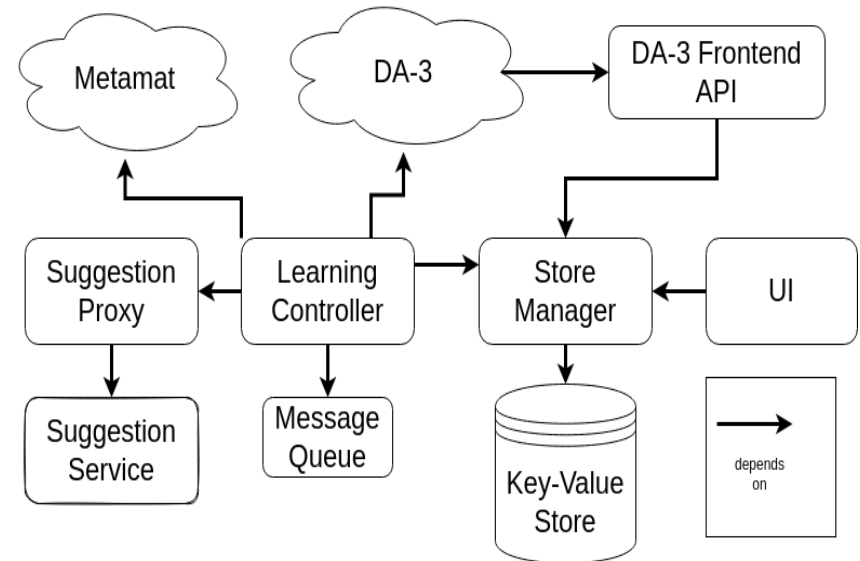 Metamat
DA-3
DA-3 Frontend
API
Suggestion
Proxy
Learning
Controller
Store
Manager
UI
Suggestion
Service
Message
Queue
Key-Value
Store
depends
on